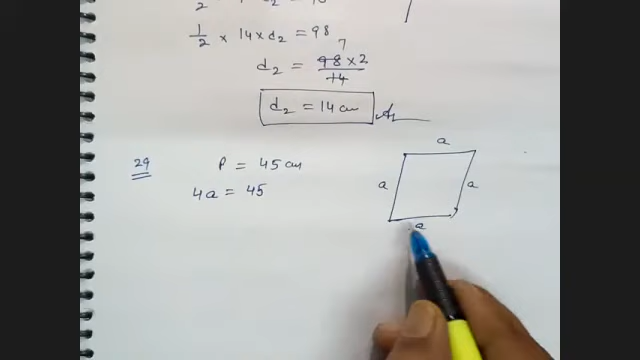 1/2 × 14 × d2 = 98
7
d2 = 98 × 2 / 14
d2 = 14 cm
29 P = 45 cm
4a = 45
a
a
a
a